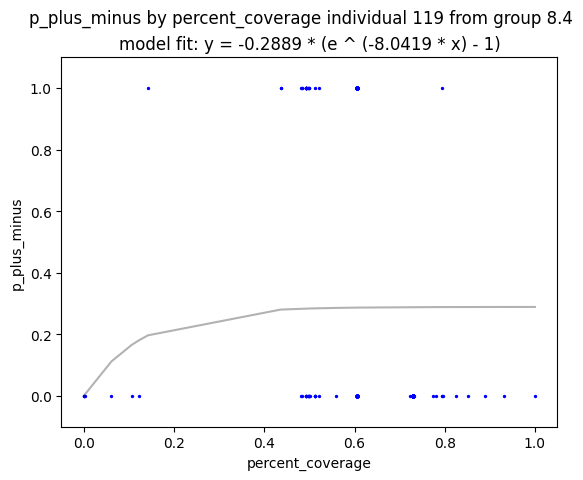 p_plus_minus by percent_coverage individual 119 from group 8.4
model fit: y = -0.2889 * (e ^ (-8.0419 * x) - 1)
1.0
0.8
0.6
0.4
0.2
0.0
p_plus_minus
0.0 0.2 0.4 0.6 0.8 1.0
percent_coverage